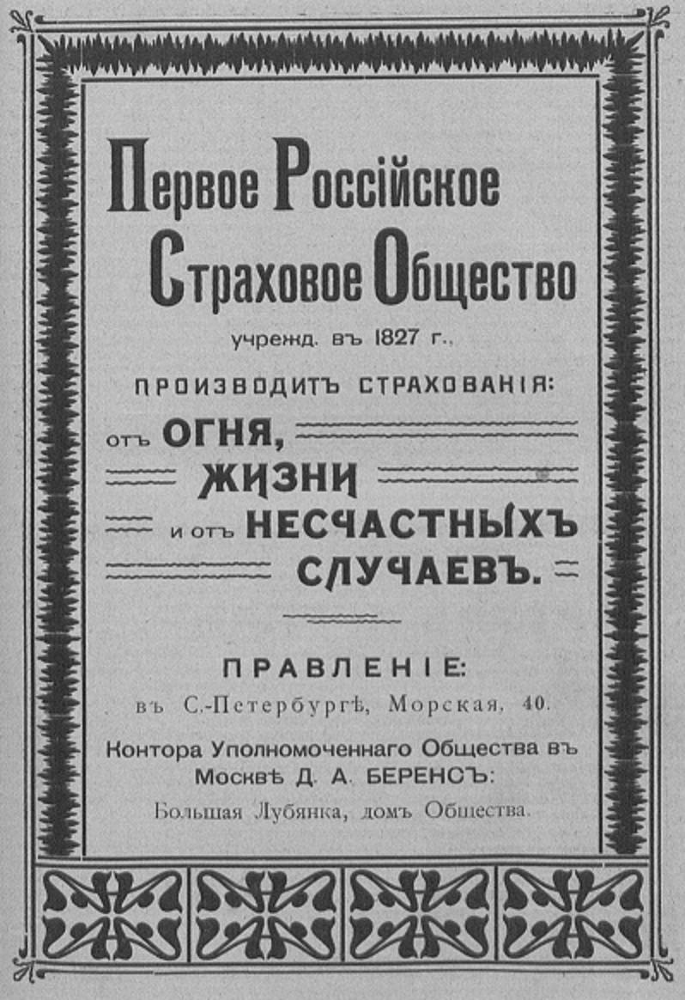 Первое Россійское
Страховое Общество
учрежд. въ 1827 г.,
ПРОИЗВОДИТЪ СТРАХОВАНІЯ:
отъ ОГНЯ,
ЖИЗНИ
и отъ НЕСЧАСТНЫХЪ
СЛУЧАЕВЪ.
ПРАВЛЕНІЕ:
въ С.-Петербургѣ, Морская, 40.
Контора Уполномоченнаго Общества въ
Москвѣ Д. А. БЕРЕНСЪ:
Большая Лубянка, домъ Общества.